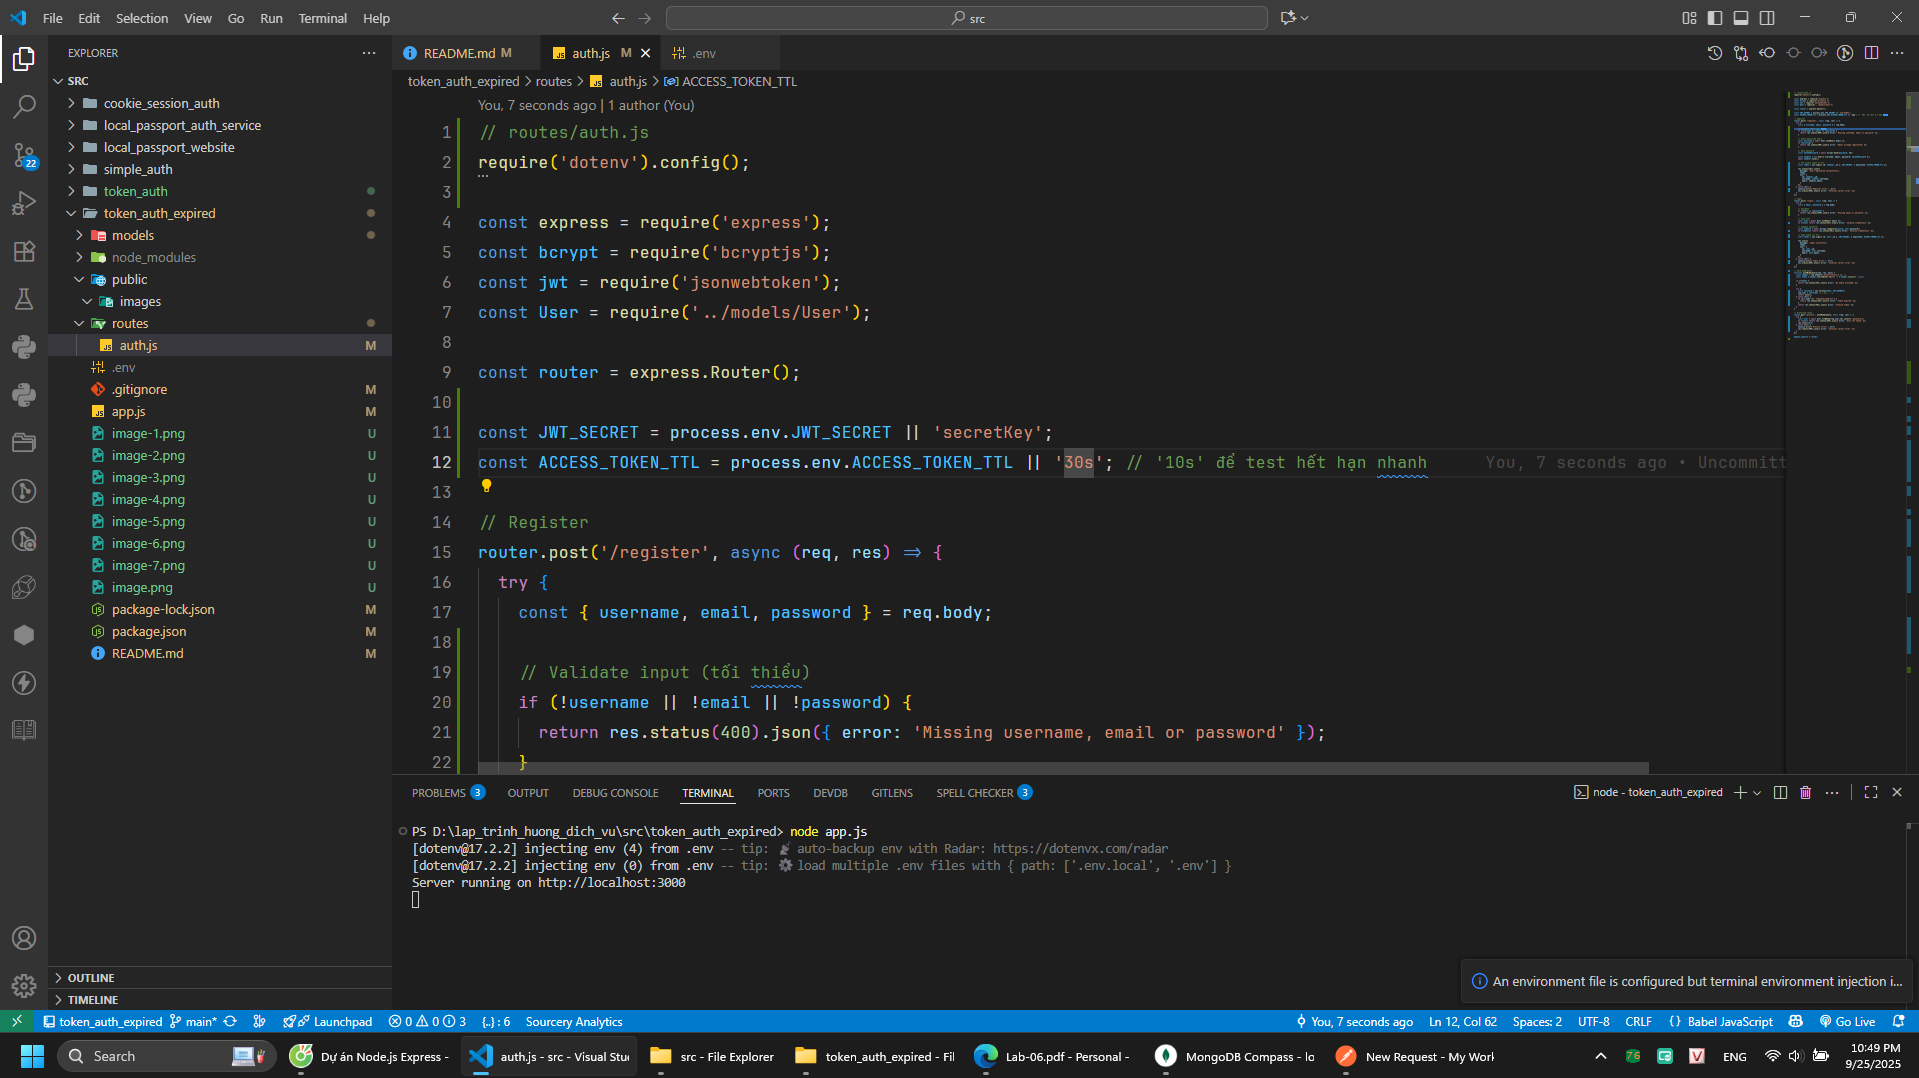 File Edit Selection View Go Run Terminal Help
src
EXPLORER
SRC
cookie_session_auth
local_passport_auth_service
local_passport_website
simple_auth
token_auth
token_auth_expired
models
node_modules
public
images
routes
auth.js M
.env
.gitignore M
app.js M
image-1.png U
image-2.png U
image-3.png U
image-4.png U
image-5.png U
image-6.png U
image-7.png U
image.png U
package-lock.json M
package.json M
README.md M
OUTLINE
TIMELINE
22
README.md M auth.js M .env
token_auth_expired > routes > auth.js > ACCESS_TOKEN_TTL
You, 7 seconds ago | 1 author (You)
1 // routes/auth.js
2 require('dotenv').config();
3
4 const express = require('express');
5 const bcrypt = require('bcryptjs');
6 const jwt = require('jsonwebtoken');
7 const User = require('../models/User');
8
9 const router = express.Router();
10
11 const JWT_SECRET = process.env.JWT_SECRET || 'secretKey';
12 const ACCESS_TOKEN_TTL = process.env.ACCESS_TOKEN_TTL || '30s'; // '10s' để test hết hạn nhanh You, 7 seconds ago • Uncommitt
13
14 // Register
15 router.post('/register', async (req, res) => {
16 try {
17 const { username, email, password } = req.body;
18
19 // Validate input (tối thiểu)
20 if (!username || !email || !password) {
21 return res.status(400).json({ error: 'Missing username, email or password' });
22 }
PROBLEMS 3 OUTPUT DEBUG CONSOLE TERMINAL PORTS DEVDB GITLENS SPELL CHECKER 3 node - token_auth_expired
PS D:\lap_trinh_huong_dich_vu\src\token_auth_expired> node app.js
[dotenv@17.2.2] injecting env (4) from .env -- tip: auto-backup env with Radar: https://dotenvx.com/radar
[dotenv@17.2.2] injecting env (0) from .env -- tip: load multiple .env files with { path: ['.env.local', '.env'] }
Server running on http://localhost:3000
An environment file is configured but terminal environment injection i...
token_auth_expired main* Launchpad 0 0 3 {..} : 6 Sourcery Analytics You, 7 seconds ago Ln 12, Col 62 Spaces: 2 UTF-8 CRLF {} Babel JavaScript Go Live
Search Dự án Node.js Express - auth.js - src - Visual Stu src - File Explorer token_auth_expired - Fil Lab-06.pdf - Personal - MongoDB Compass - lo New Request - My Work 76 V ENG 10:49 PM
9/25/2025